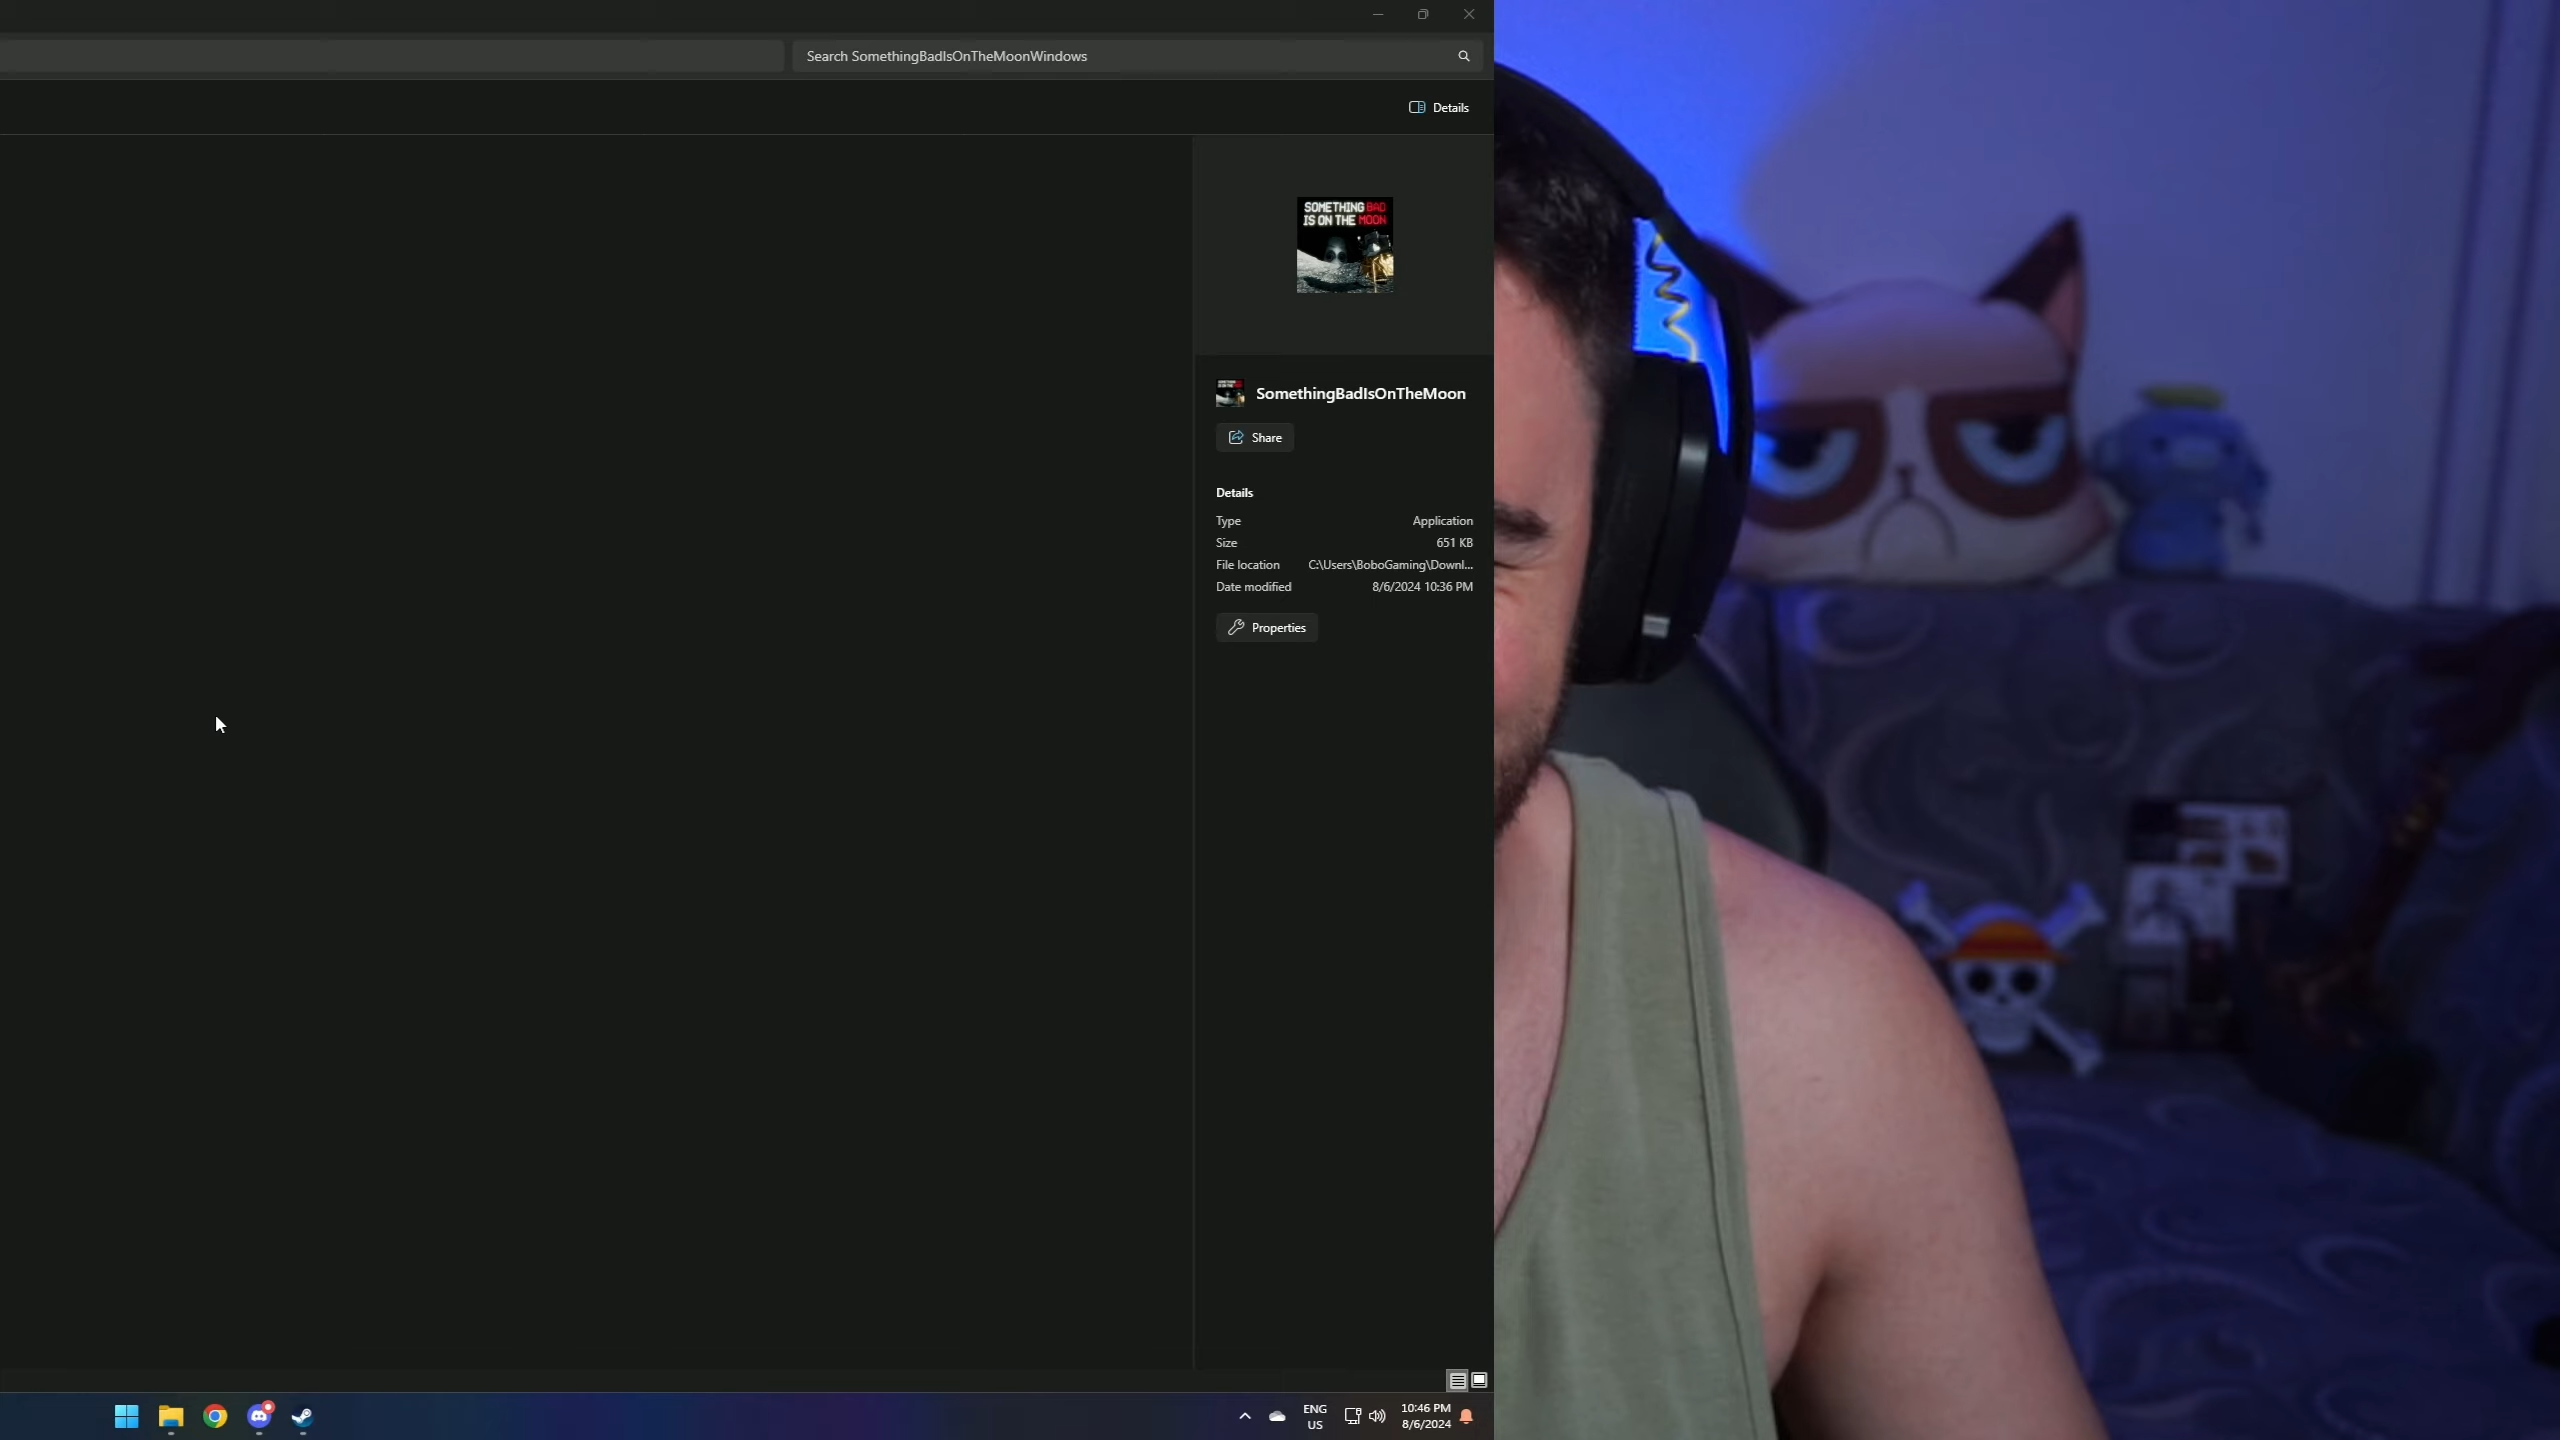 Search SomethingBadIsOnTheMoonWindows
Details
SOMETHING BAD
IS ON THE MOON
SomethingBadIsOnTheMoon
Share
Details
Type Application
Size 651 KB
File location C:\Users\BoboGaming\Downl...
Date modified 8/6/2024 10:36 PM
Properties
ENG
US
10:46 PM
8/6/2024